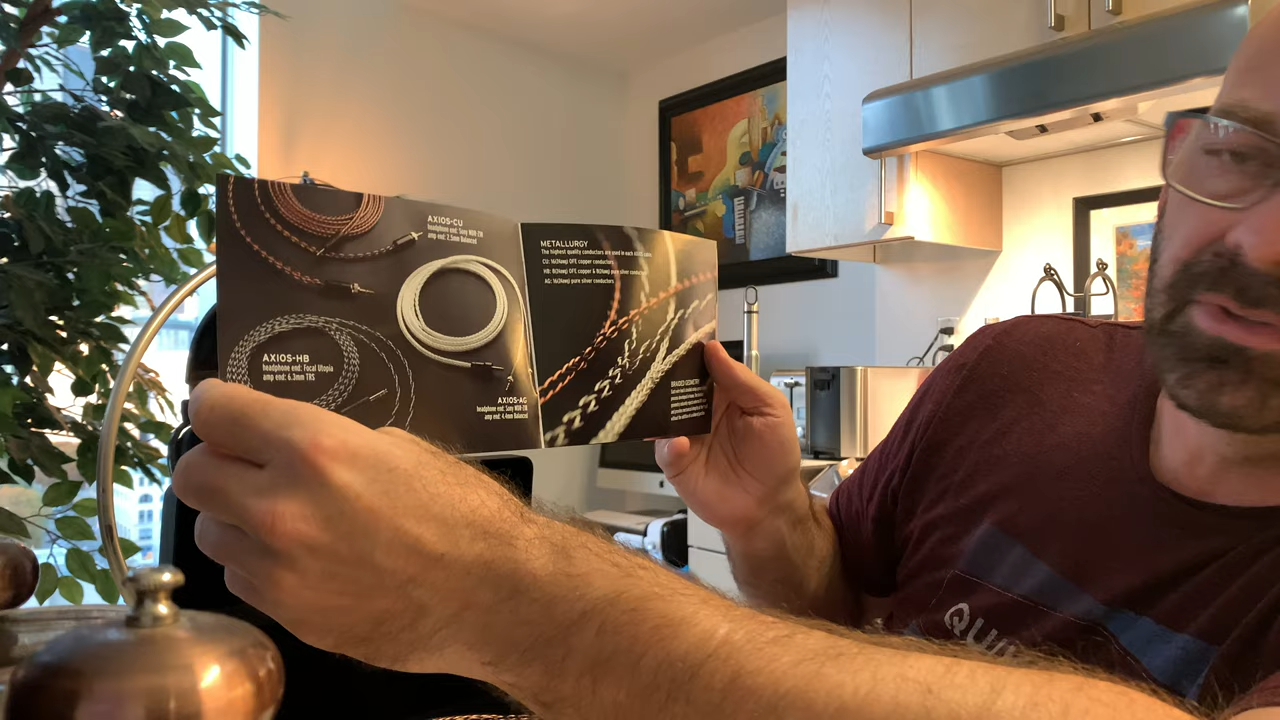 AXIOS-CU
headphone end: Sony MDR-Z1R
amp end: 2.5mm Balanced
AXIOS-HB
headphone end: Focal Utopia
amp end: 6.3mm TRS
AXIOS-AG
headphone end: Sony MDR-Z1R
amp end: 4.4mm Balanced
METALLURGY
The highest quality conductors are used in each AXIOS cable:
CU: 16(24awg) OFE copper conductors
HB: 8(24awg) OFE copper & 8(24awg) pure silver conductors
AG: 16(24awg) pure silver conductors
BRAIDED GEOMETRY